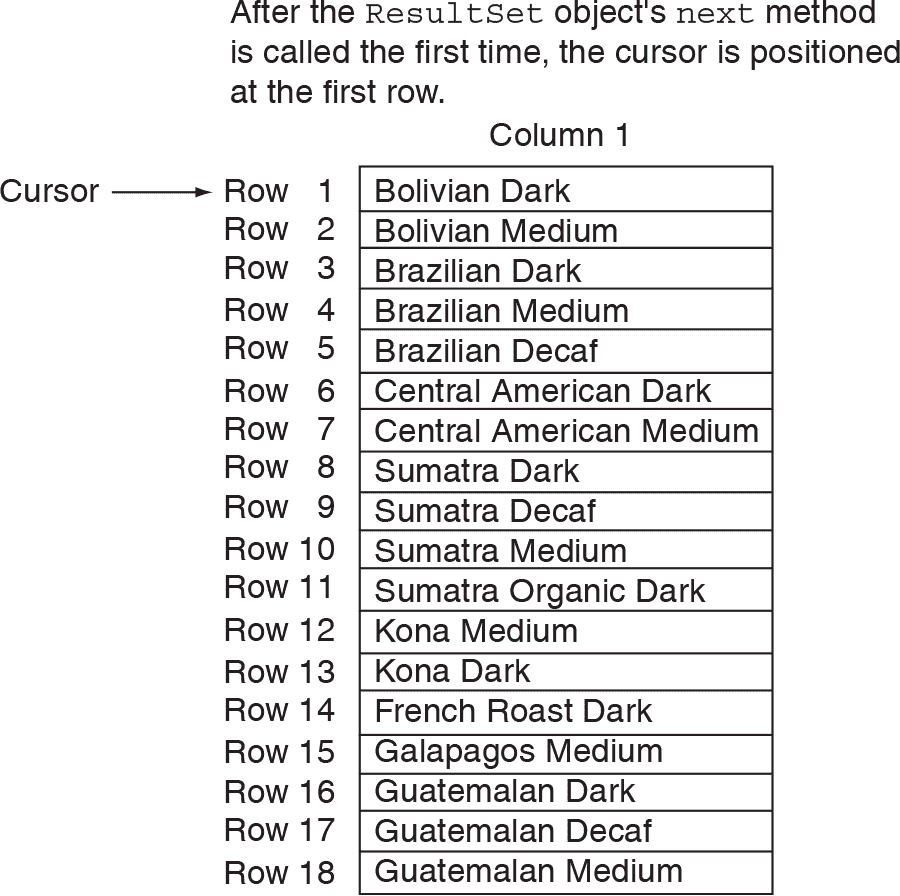 After the ResultSet object's next method
is called the first time, the cursor is positioned
at the first row.
Column 1
Cursor Row 1 Bolivian Dark
Row 2 Bolivian Medium
Row 3 Brazilian Dark
Row 4 Brazilian Medium
Row 5 Brazilian Decaf
Row 6 Central American Dark
Row 7 Central American Medium
Row 8 Sumatra Dark
Row 9 Sumatra Decaf
Row 10 Sumatra Medium
Row 11 Sumatra Organic Dark
Row 12 Kona Medium
Row 13 Kona Dark
Row 14 French Roast Dark
Row 15 Galapagos Medium
Row 16 Guatemalan Dark
Row 17 Guatemalan Decaf
Row 18 Guatemalan Medium